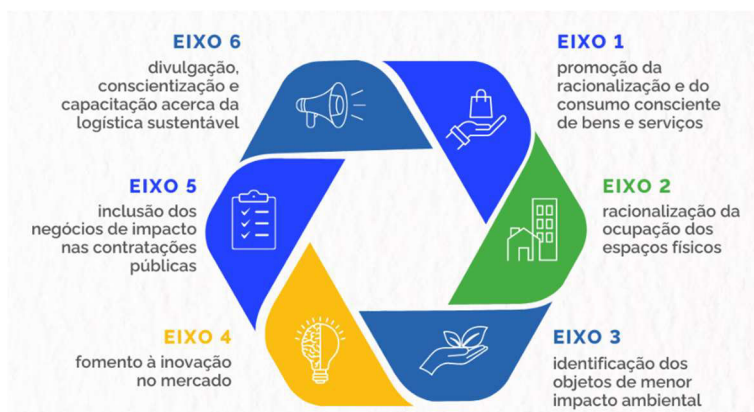 EIXO 1
promoção da
racionalização e do
consumo consciente
de bens e serviços
EIXO 2
racionalização da
ocupação dos
espaços físicos
EIXO 3
identificação dos
objetos de menor
impacto ambiental
EIXO 4
fomento à inovação
no mercado
EIXO 5
inclusão dos
negócios de impacto
nas contratações
públicas
EIXO 6
divulgação,
conscientização e
capacitação acerca da
logística sustentável